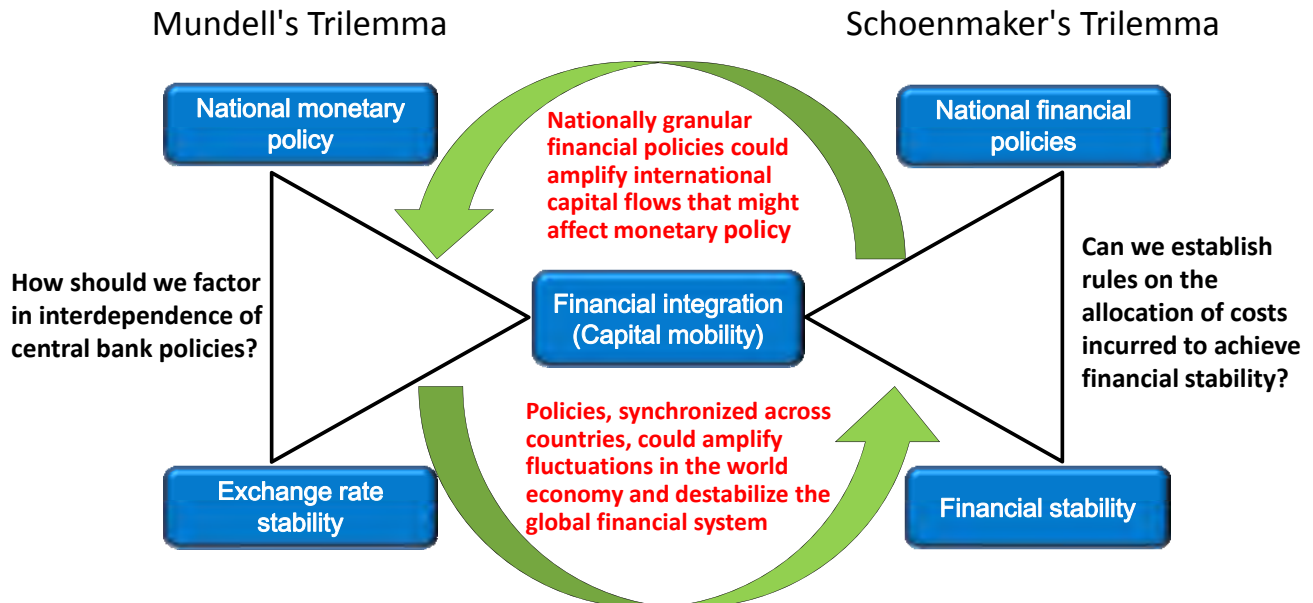 Mundell's Trilemma
Schoenmaker's Trilemma
National monetary
policy
National financial
policies
Nationally granular
financial policies could
amplify international
capital flows that might
affect monetary policy
How should we factor
in interdependence of
central bank policies?
Financial integration
(Capital mobility)
Can we establish
rules on the
allocation of costs
incurred to achieve
financial stability?
Policies, synchronized across
countries, could amplify
fluctuations in the world
economy and destabilize the
global financial system
Exchange rate
stability
Financial stability